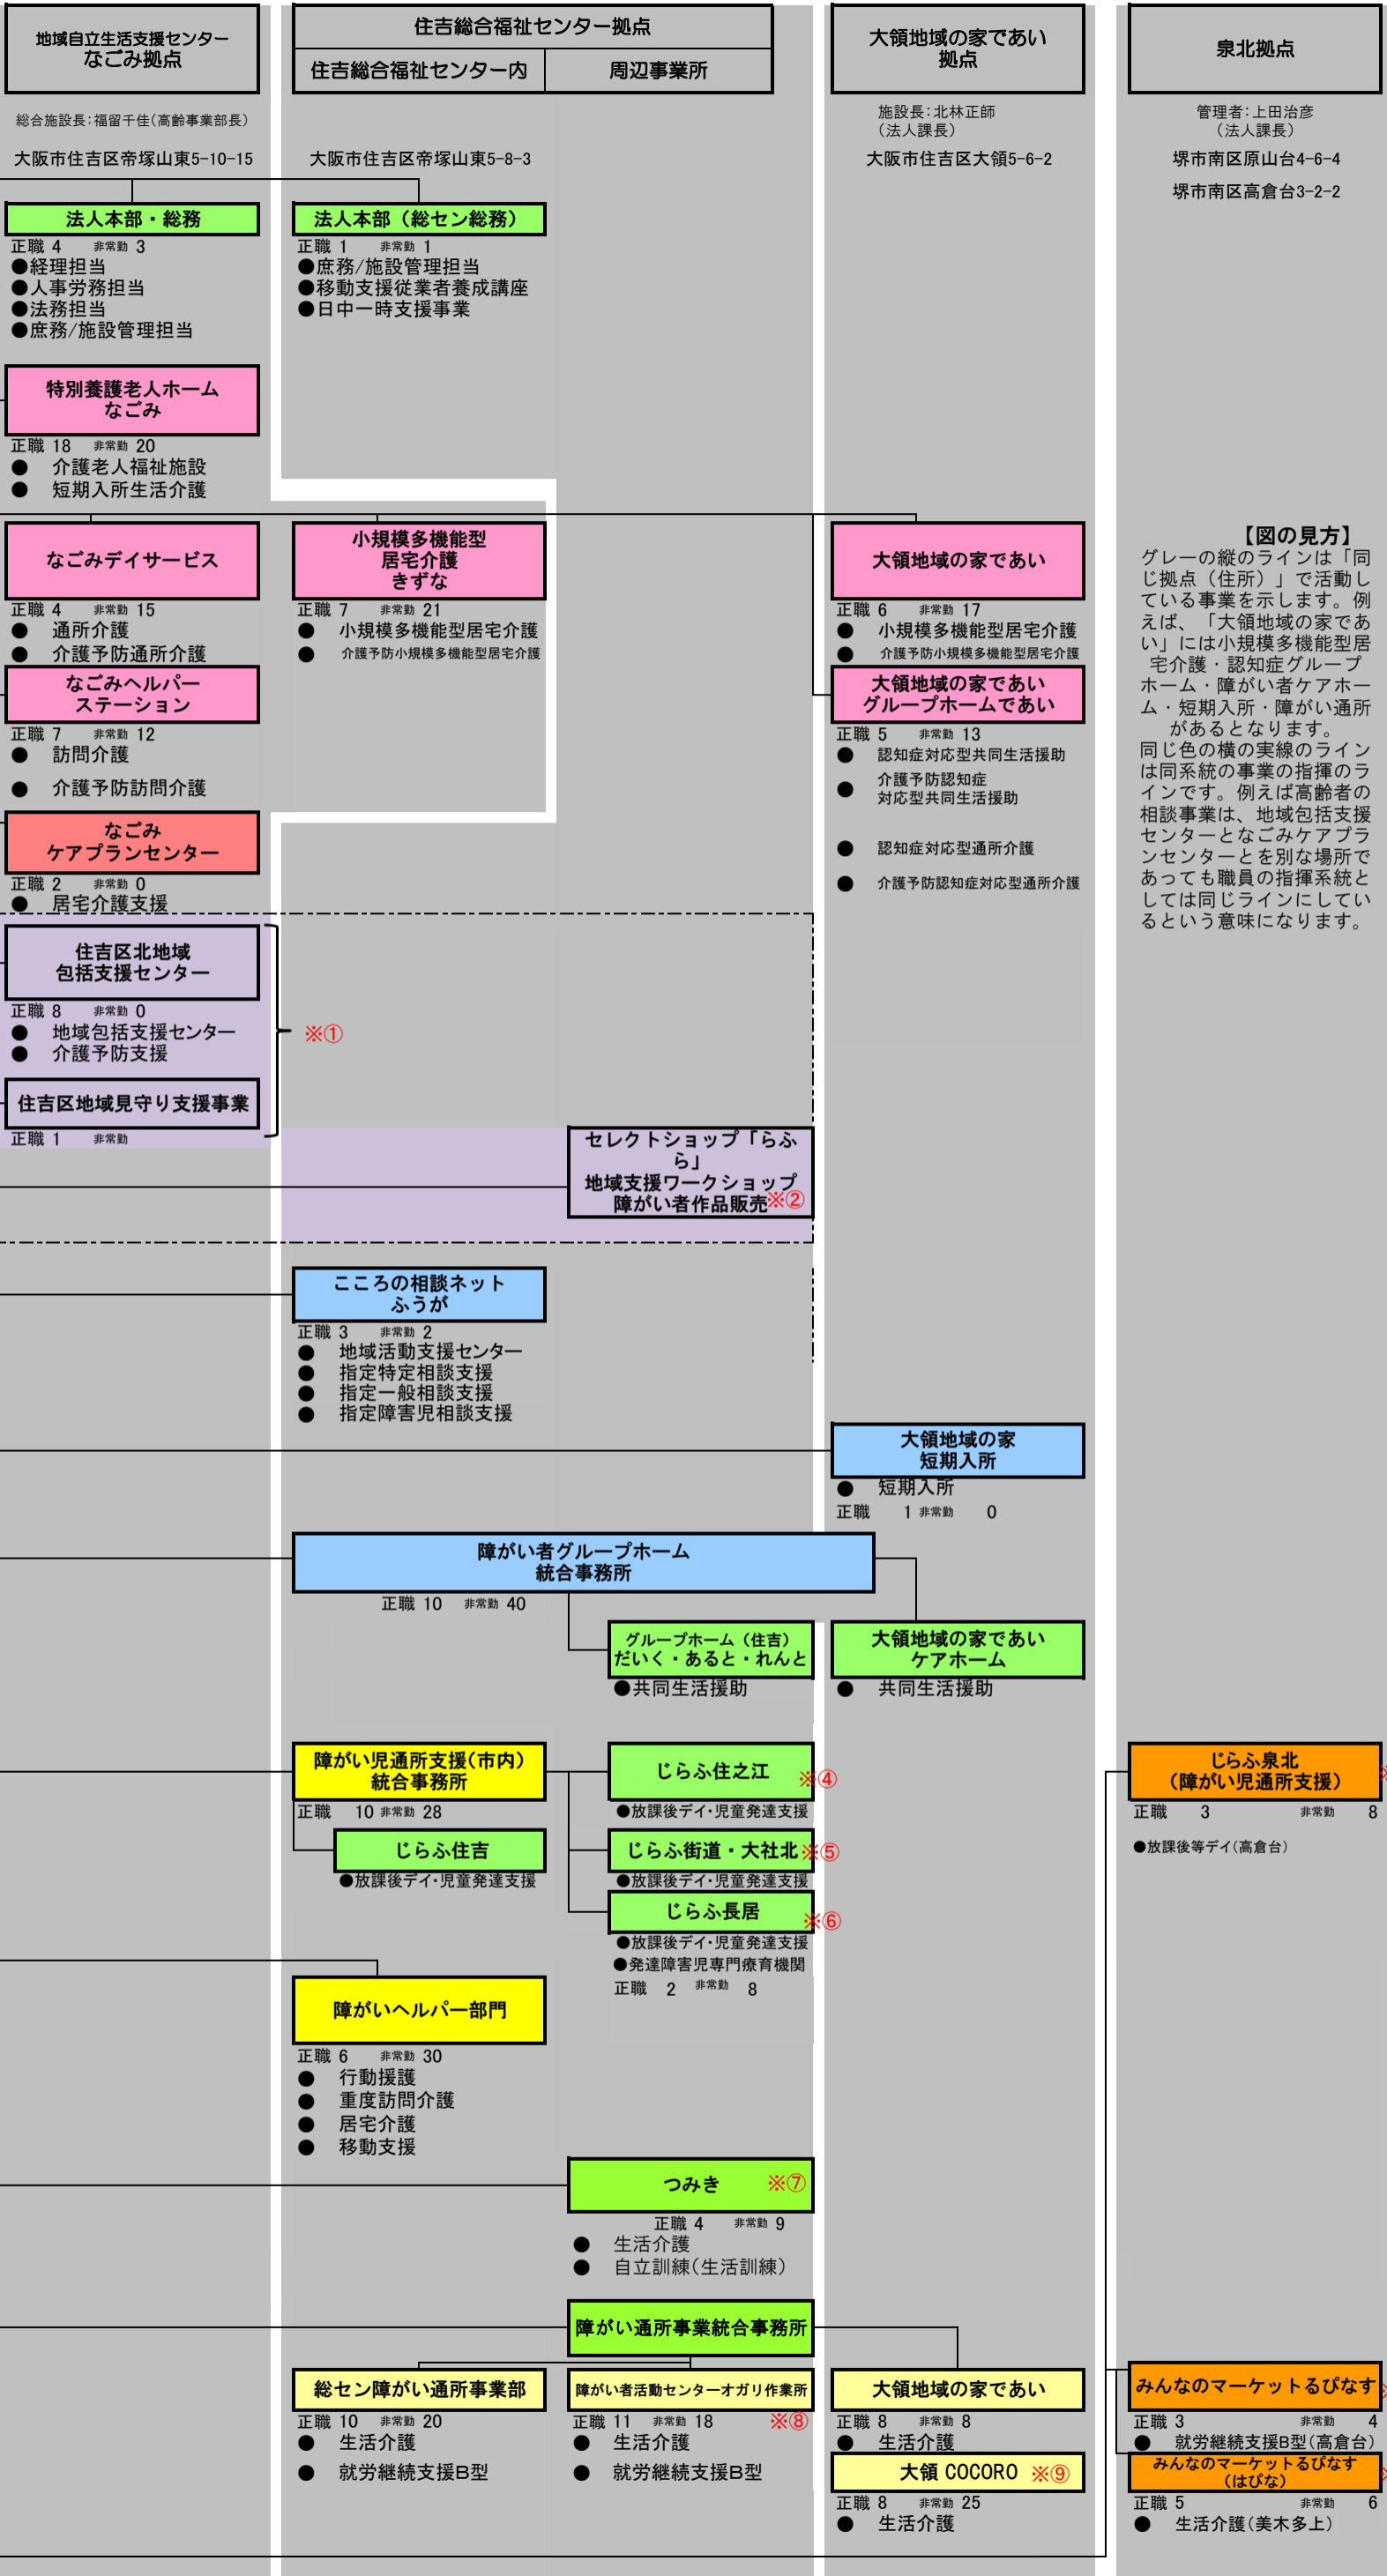 地域自立生活支援センター
なごみ拠点
総合施設長：福留千佳（高齢事業部長）
大阪市住吉区帝塚山東5-10-15
法人本部・総務
正職 4 非常勤 3
●経理担当
●人事労務担当
●法務担当
●庶務/施設管理担当
特別養護老人ホーム
なごみ
正職 18 非常勤 20
● 介護老人福祉施設
● 短期入所生活介護
なごみデイサービス
正職 4 非常勤 15
● 通所介護
● 介護予防通所介護
なごみヘルパー
ステーション
正職 7 非常勤 12
● 訪問介護
● 介護予防訪問介護
なごみ
ケアプランセンター
正職 2 非常勤 0
● 居宅介護支援
住吉区北地域
包括支援センター
正職 8 非常勤 0
● 地域包括支援センター
● 介護予防支援
住吉区地域見守り支援事業
正職 1 非常勤
※①
住吉総合福祉センター拠点
住吉総合福祉センター内
周辺事業所
大阪市住吉区帝塚山東5-8-3
法人本部（総セン総務）
正職 1 非常勤 1
●庶務/施設管理担当
●移動支援従業者養成講座
●日中一時支援事業
小規模多機能型
居宅介護
きずな
正職 7 非常勤 21
● 小規模多機能型居宅介護
● 介護予防小規模多機能型居宅介護
セレクトショップ「らふ
ら」
地域支援ワークショップ
障がい者作品販売※②
こころの相談ネット
ふうが
正職 3 非常勤 2
● 地域活動支援センター
● 指定特定相談支援
● 指定一般相談支援
● 指定障害児相談支援
障がい者グループホーム
統合事務所
正職 10 非常勤 40
グループホーム（住吉）
だいく・あると・れんと
●共同生活援助
障がい児通所支援（市内）
統合事務所
正職 10 非常勤 28
じらふ住吉
●放課後デイ・児童発達支援
じらふ住之江 ※④
●放課後デイ・児童発達支援
じらふ街道・大社北※⑤
●放課後デイ・児童発達支援
じらふ長居 ※⑥
●放課後デイ・児童発達支援
●発達障害児専門療育機関
正職 2 非常勤 8
障がいヘルパー部門
正職 6 非常勤 30
● 行動援護
● 重度訪問介護
● 居宅介護
● 移動支援
つみき ※⑦
正職 4 非常勤 9
● 生活介護
● 自立訓練（生活訓練）
障がい通所事業統合事務所
総セン障がい通所事業部
正職 10 非常勤 20
● 生活介護
● 就労継続支援B型
障がい者活動センターオガリ作業所
正職 11 非常勤 18 ※⑧
● 生活介護
● 就労継続支援B型
大領地域の家であい
拠点
施設長：北林正師
（法人課長）
大阪市住吉区大領5-6-2
大領地域の家であい
正職 6 非常勤 17
● 小規模多機能型居宅介護
● 介護予防小規模多機能型居宅介護
大領地域の家であい
グループホームであい
正職 5 非常勤 13
● 認知症対応型共同生活援助
● 介護予防認知症
対応型共同生活援助
● 認知症対応型通所介護
● 介護予防認知症対応型通所介護
大領地域の家
短期入所
● 短期入所
正職 1 非常勤 0
大領地域の家であい
ケアホーム
● 共同生活援助
大領地域の家であい
正職 8 非常勤 8
● 生活介護
大領 COCORO ※⑨
正職 8 非常勤 25
● 生活介護
泉北拠点
管理者：上田治彦
（法人課長）
堺市南区原山台4-6-4
堺市南区高倉台3-2-2
【図の見方】
グレーの縦のラインは「同
じ拠点（住所）」で活動し
ている事業を示します。例
えば、「大領地域の家であ
い」には小規模多機能型居
宅介護・認知症グループ
ホーム・障がい者ケアホー
ム・短期入所・障がい通所
があるとなります。
同じ色の横の実線のライン
は同系統の事業の指揮のラ
インです。例えば高齢者の
相談事業は、地域包括支援
センターとなごみケアプラ
ンセンターとを別な場所で
あっても職員の指揮系統と
しては同じラインにしてい
るという意味になります。
じらふ泉北
（障がい児通所支援）
正職 3 非常勤 8
●放課後等デイ（高倉台）
みんなのマーケットるぴなす
正職 3 非常勤 4
● 就労継続支援B型（高倉台）
みんなのマーケットるぴなす
（はぴな）
正職 5 非常勤 6
● 生活介護（美木多上）